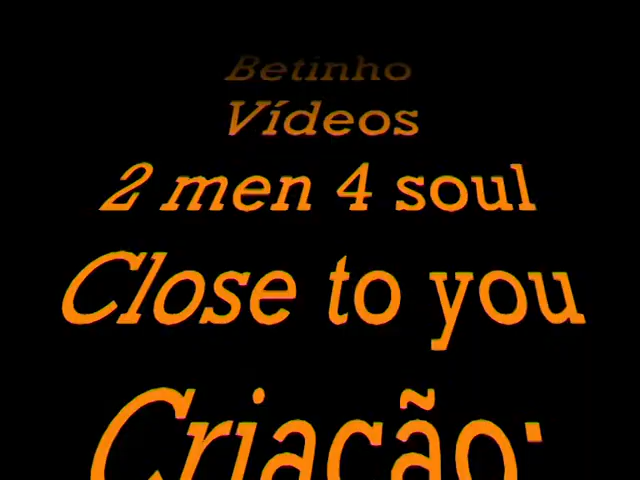 Betinho
Vídeos
2 men 4 soul
Close to you
Criação: